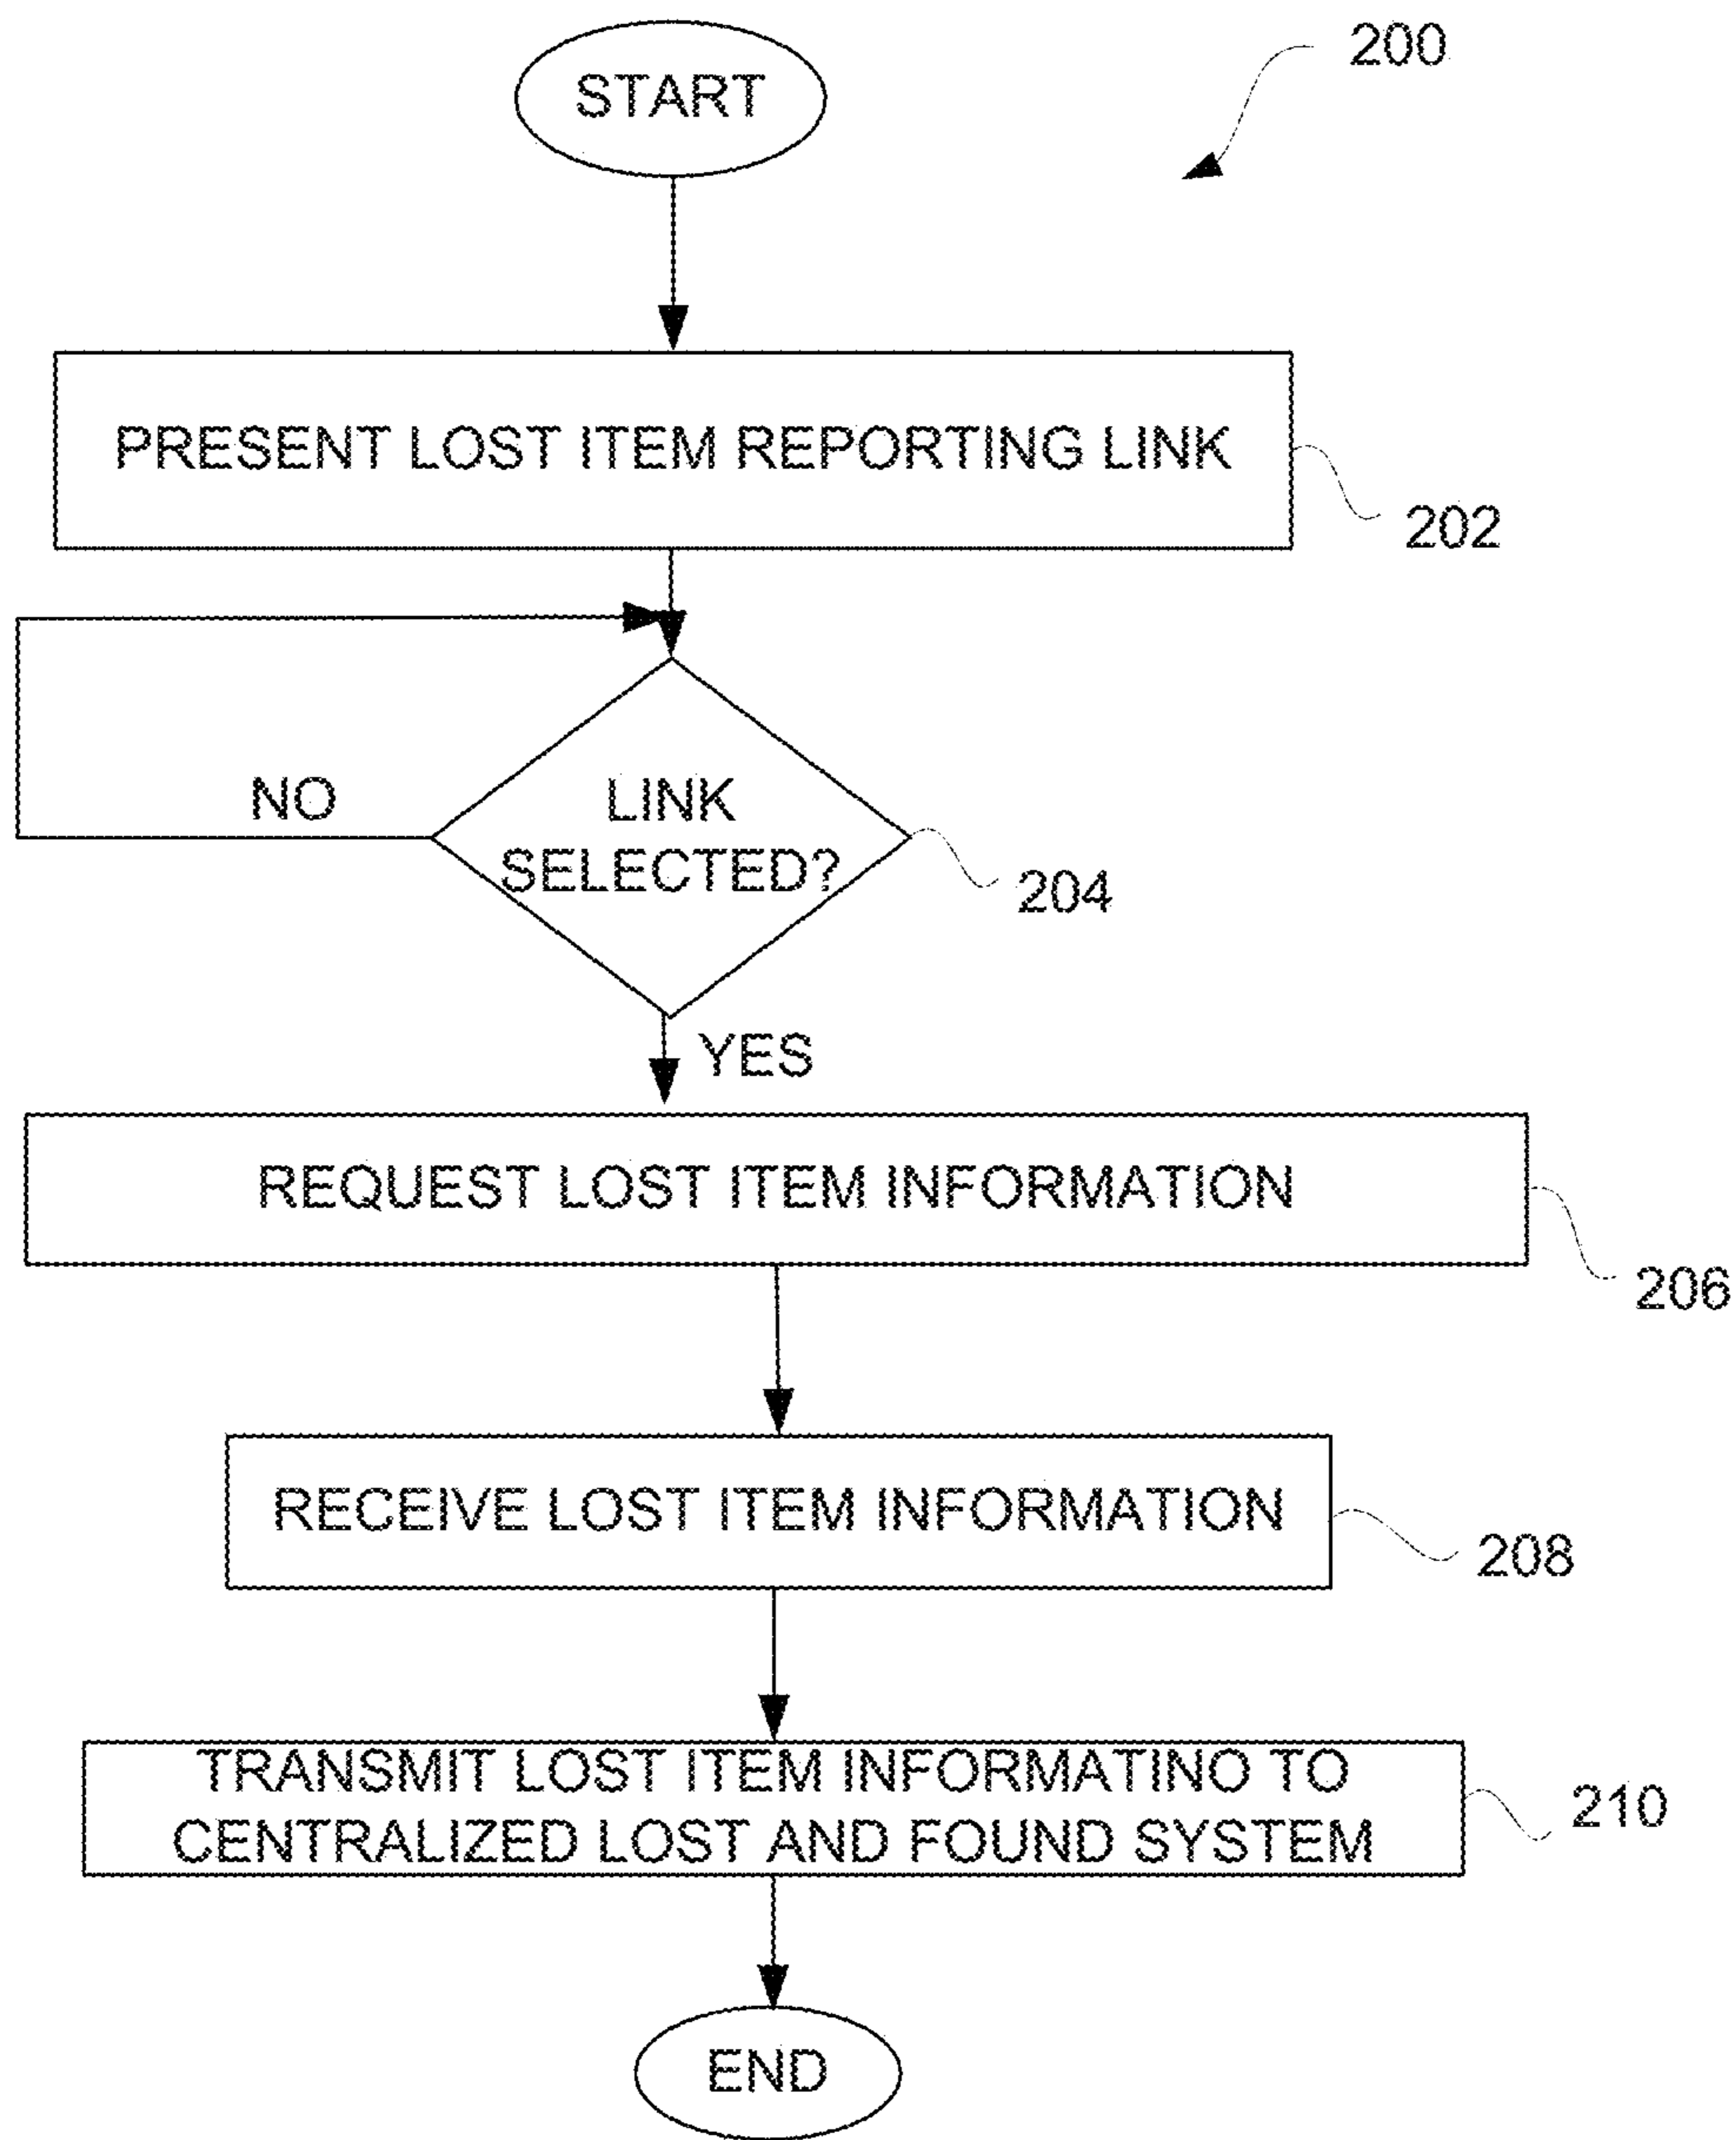 START
200
PRESENT LOST ITEM REPORTING LINK
202
NO
LINK
SELECTED?
204
YES
REQUEST LOST ITEM INFORMATION
206
RECEIVE LOST ITEM INFORMATION
208
TRANSMIT LOST ITEM INFORMATINO TO
CENTRALIZED LOST AND FOUND SYSTEM
210
END